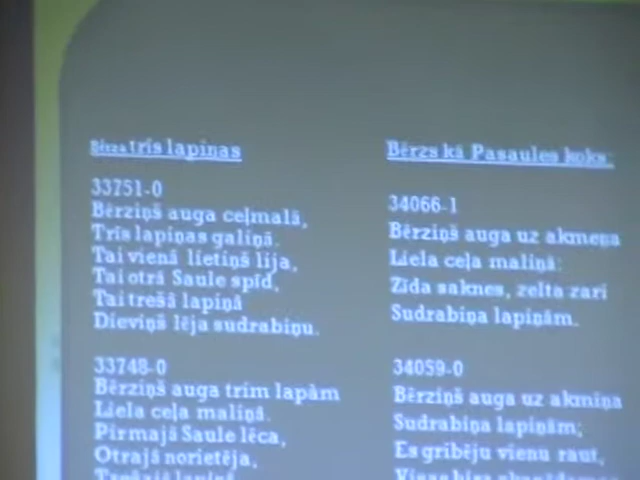 Bērza trīs lapiņas
33751-0
Bērziņš auga ceļmalā,
Trīs lapiņas galiņā.
Tai vienā lietiņš lija,
Tai otrā Saule spīd,
Tai trešā lapiņā
Dieviņš lēja sudrabiņu.
33748-0
Bērziņš auga trim lapām
Liela ceļa maliņā.
Pirmajā Saule lēca,
Otrajā norietēja,
Trešajā lapiņā
Bērzs kā Pasaules koks:
34066-1
Bērziņš auga uz akmeņa
Liela ceļa maliņā:
Zīda saknes, zelta zari
Sudrabiņa lapiņām.
34059-0
Bērziņš auga uz akmiņa
Sudrabiņa lapiņām;
Es gribēju vienu raut,